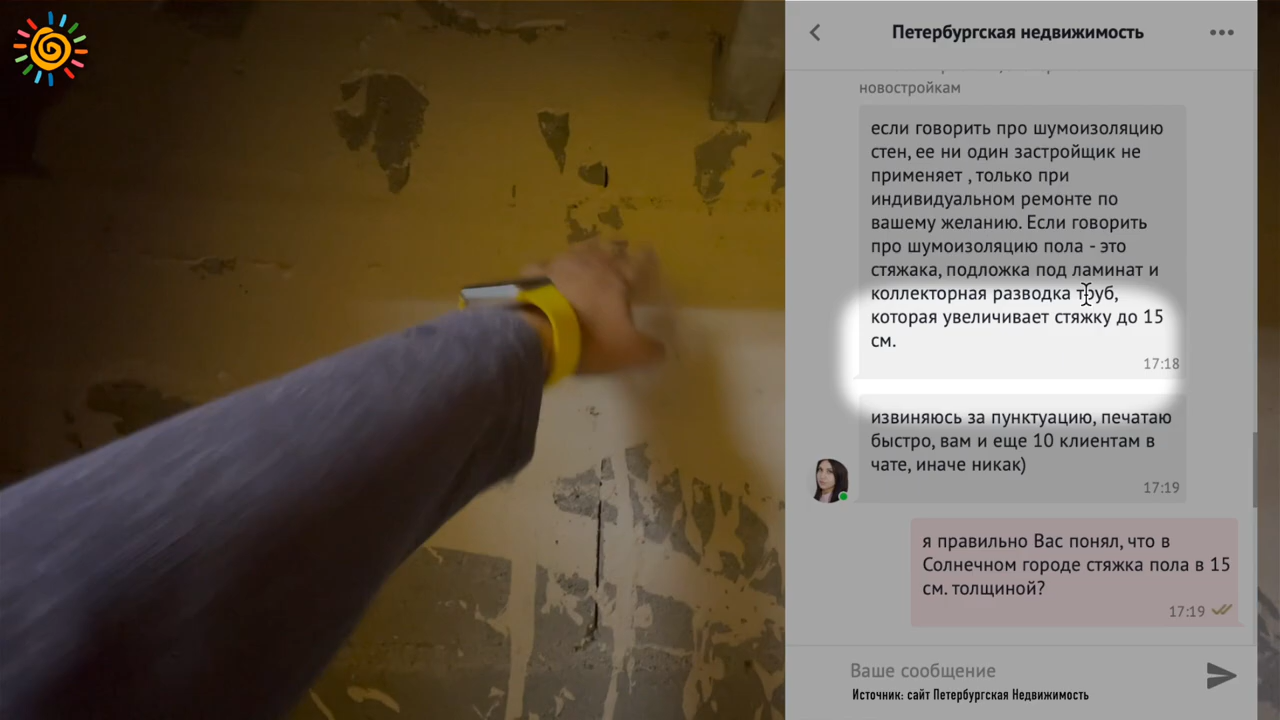 Петербургская недвижимость
новостройкам
если говорить про шумоизоляцию
стен, ее ни один застройщик не
применяет , только при
индивидуальном ремонте по
вашему желанию. Если говорить
про шумоизоляцию пола - это
стяжака, подложка под ламинат и
коллекторная разводка труб,
которая увеличивает стяжку до 15
см.
17:18
извиняюсь за пунктуацию, печатаю
быстро, вам и еще 10 клиентам в
чате, иначе никак)
17:19
я правильно Вас понял, что в
Солнечном городе стяжка пола в 15
см. толщиной?
17:19
Ваше сообщение
Источник: сайт Петербургская Недвижимость